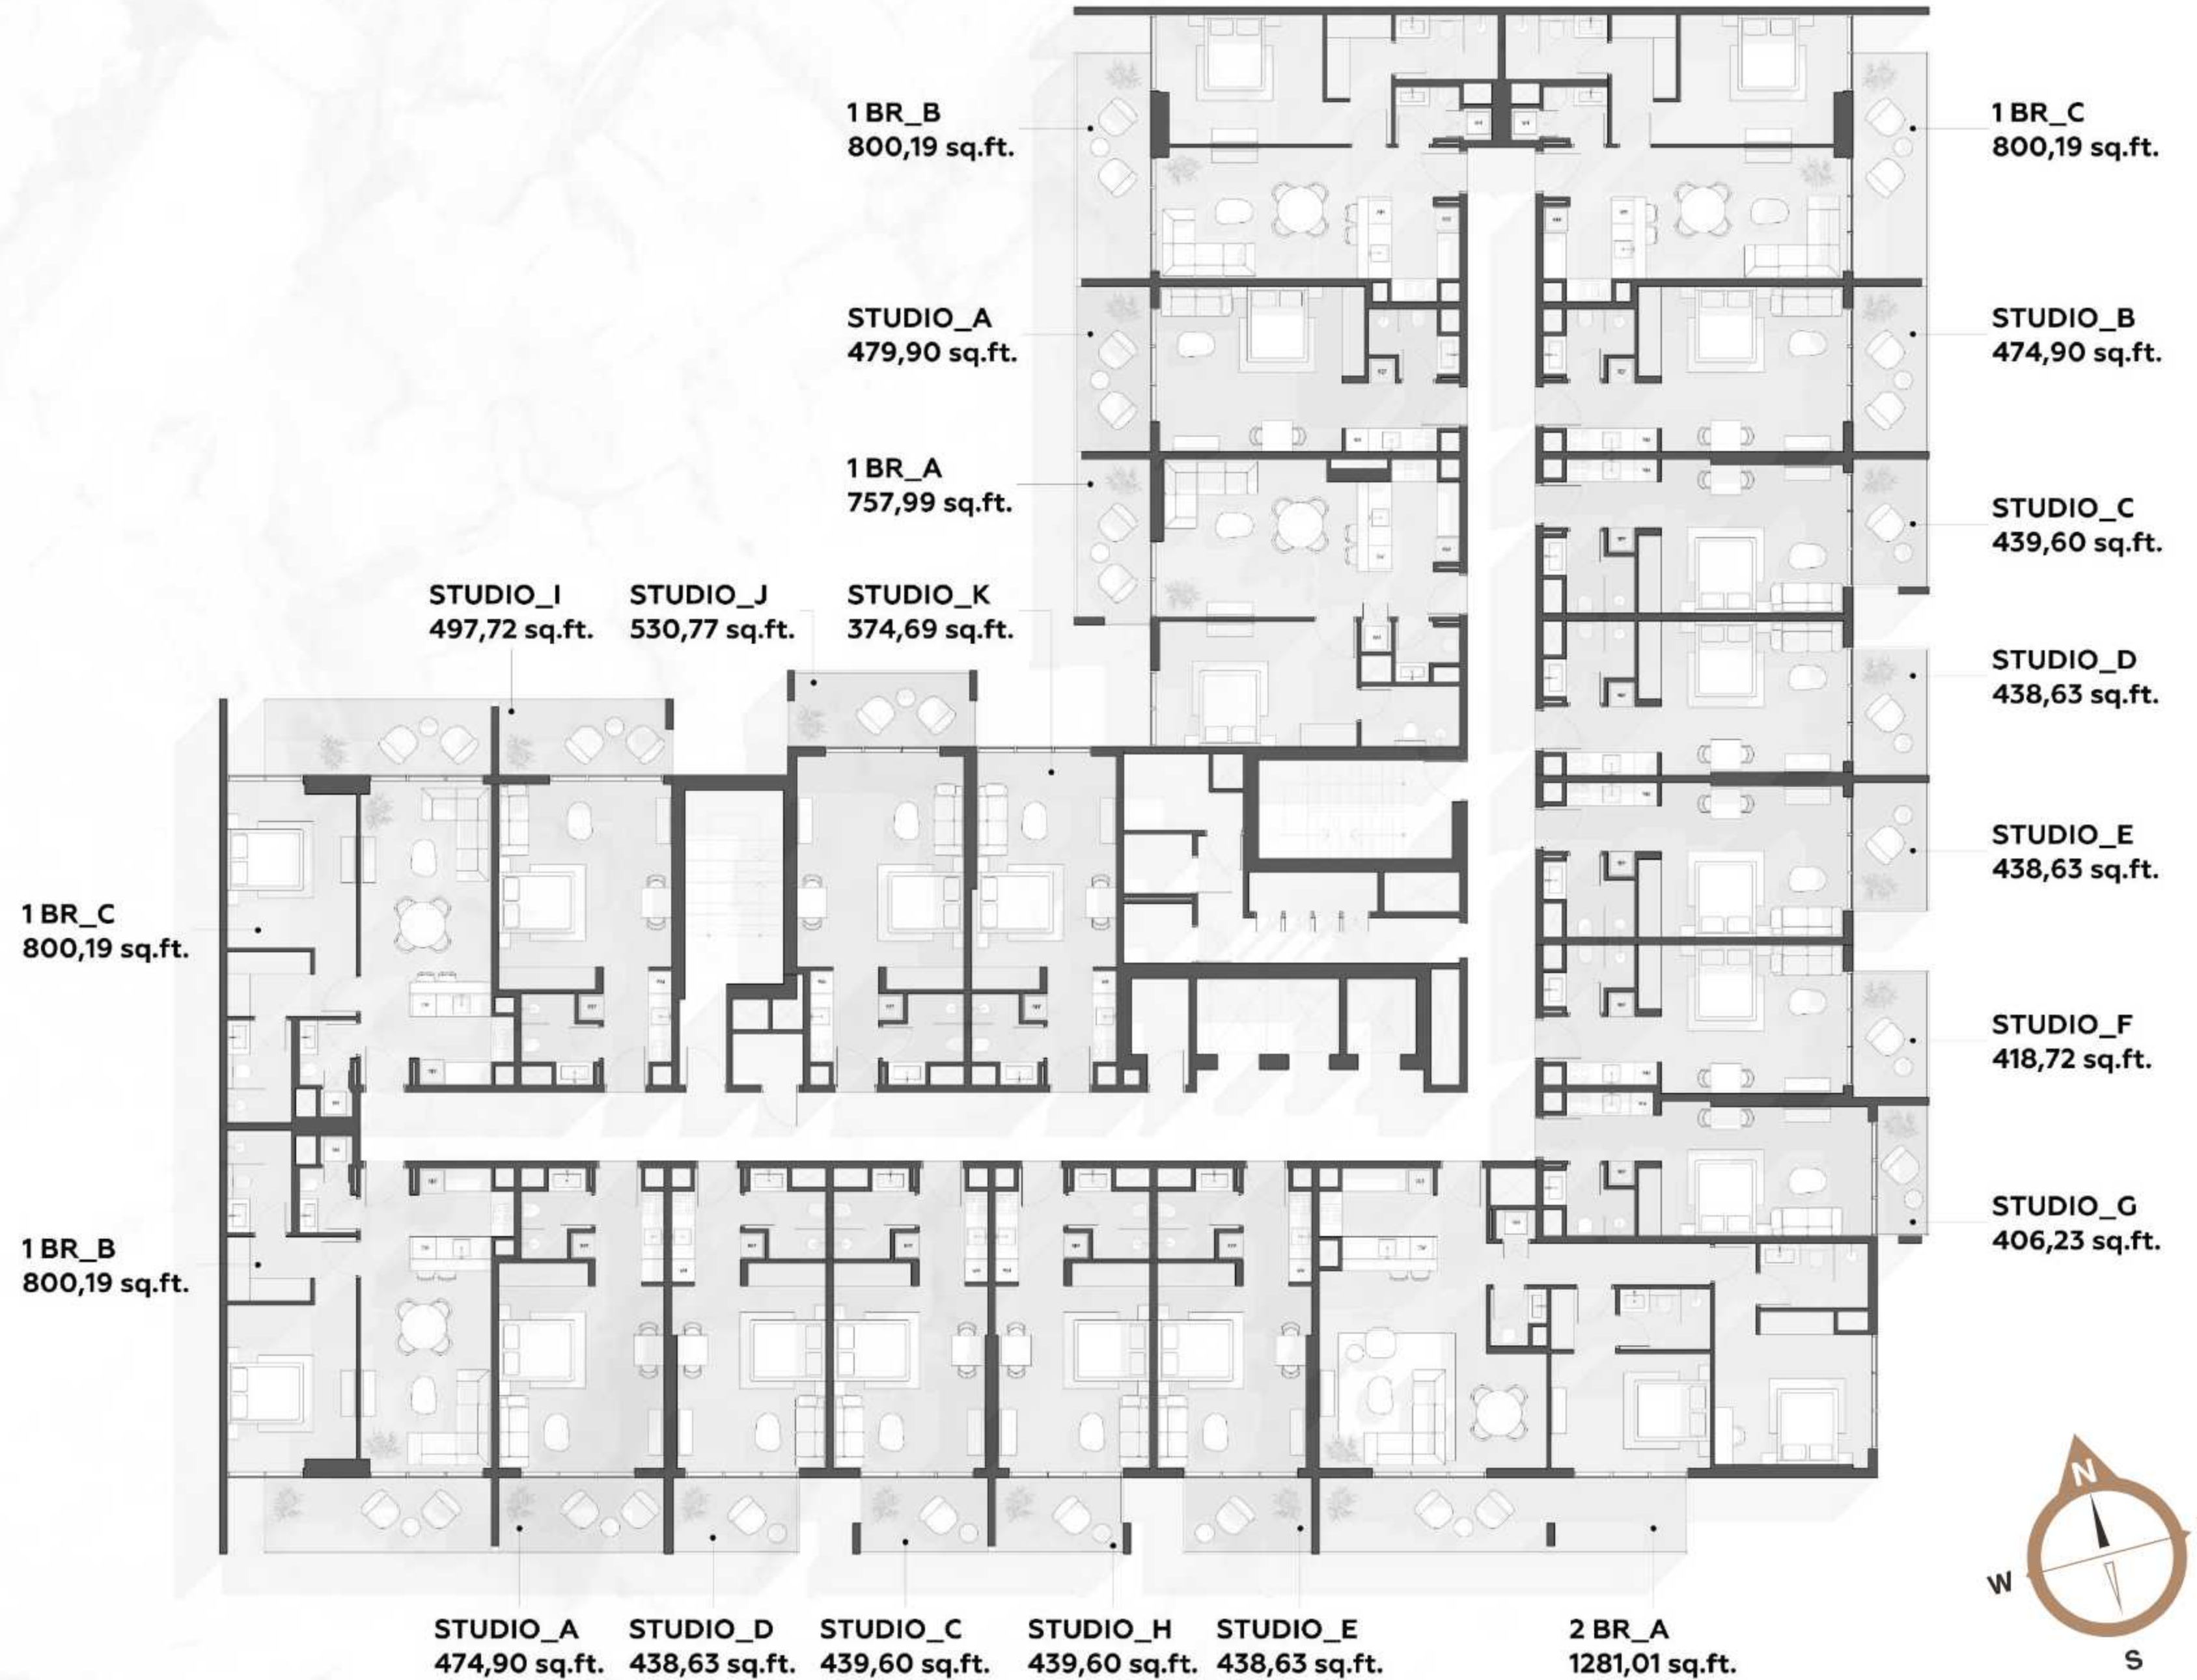 1 BR_B
800,19 sq.ft.
1 BR_C
800,19 sq.ft.
STUDIO_A
479,90 sq.ft.
STUDIO_B
474,90 sq.ft.
1 BR_A
757,99 sq.ft.
STUDIO_C
439,60 sq.ft.
STUDIO_I
497,72 sq.ft.
STUDIO_J
530,77 sq.ft.
STUDIO_K
374,69 sq.ft.
STUDIO_D
438,63 sq.ft.
STUDIO_E
438,63 sq.ft.
1 BR_C
800,19 sq.ft.
STUDIO_F
418,72 sq.ft.
STUDIO_G
406,23 sq.ft.
1 BR_B
800,19 sq.ft.
N
W
S
STUDIO_A
474,90 sq.ft.
STUDIO_D
438,63 sq.ft.
STUDIO_C
439,60 sq.ft.
STUDIO_H
439,60 sq.ft.
STUDIO_E
438,63 sq.ft.
2 BR_A
1281,01 sq.ft.